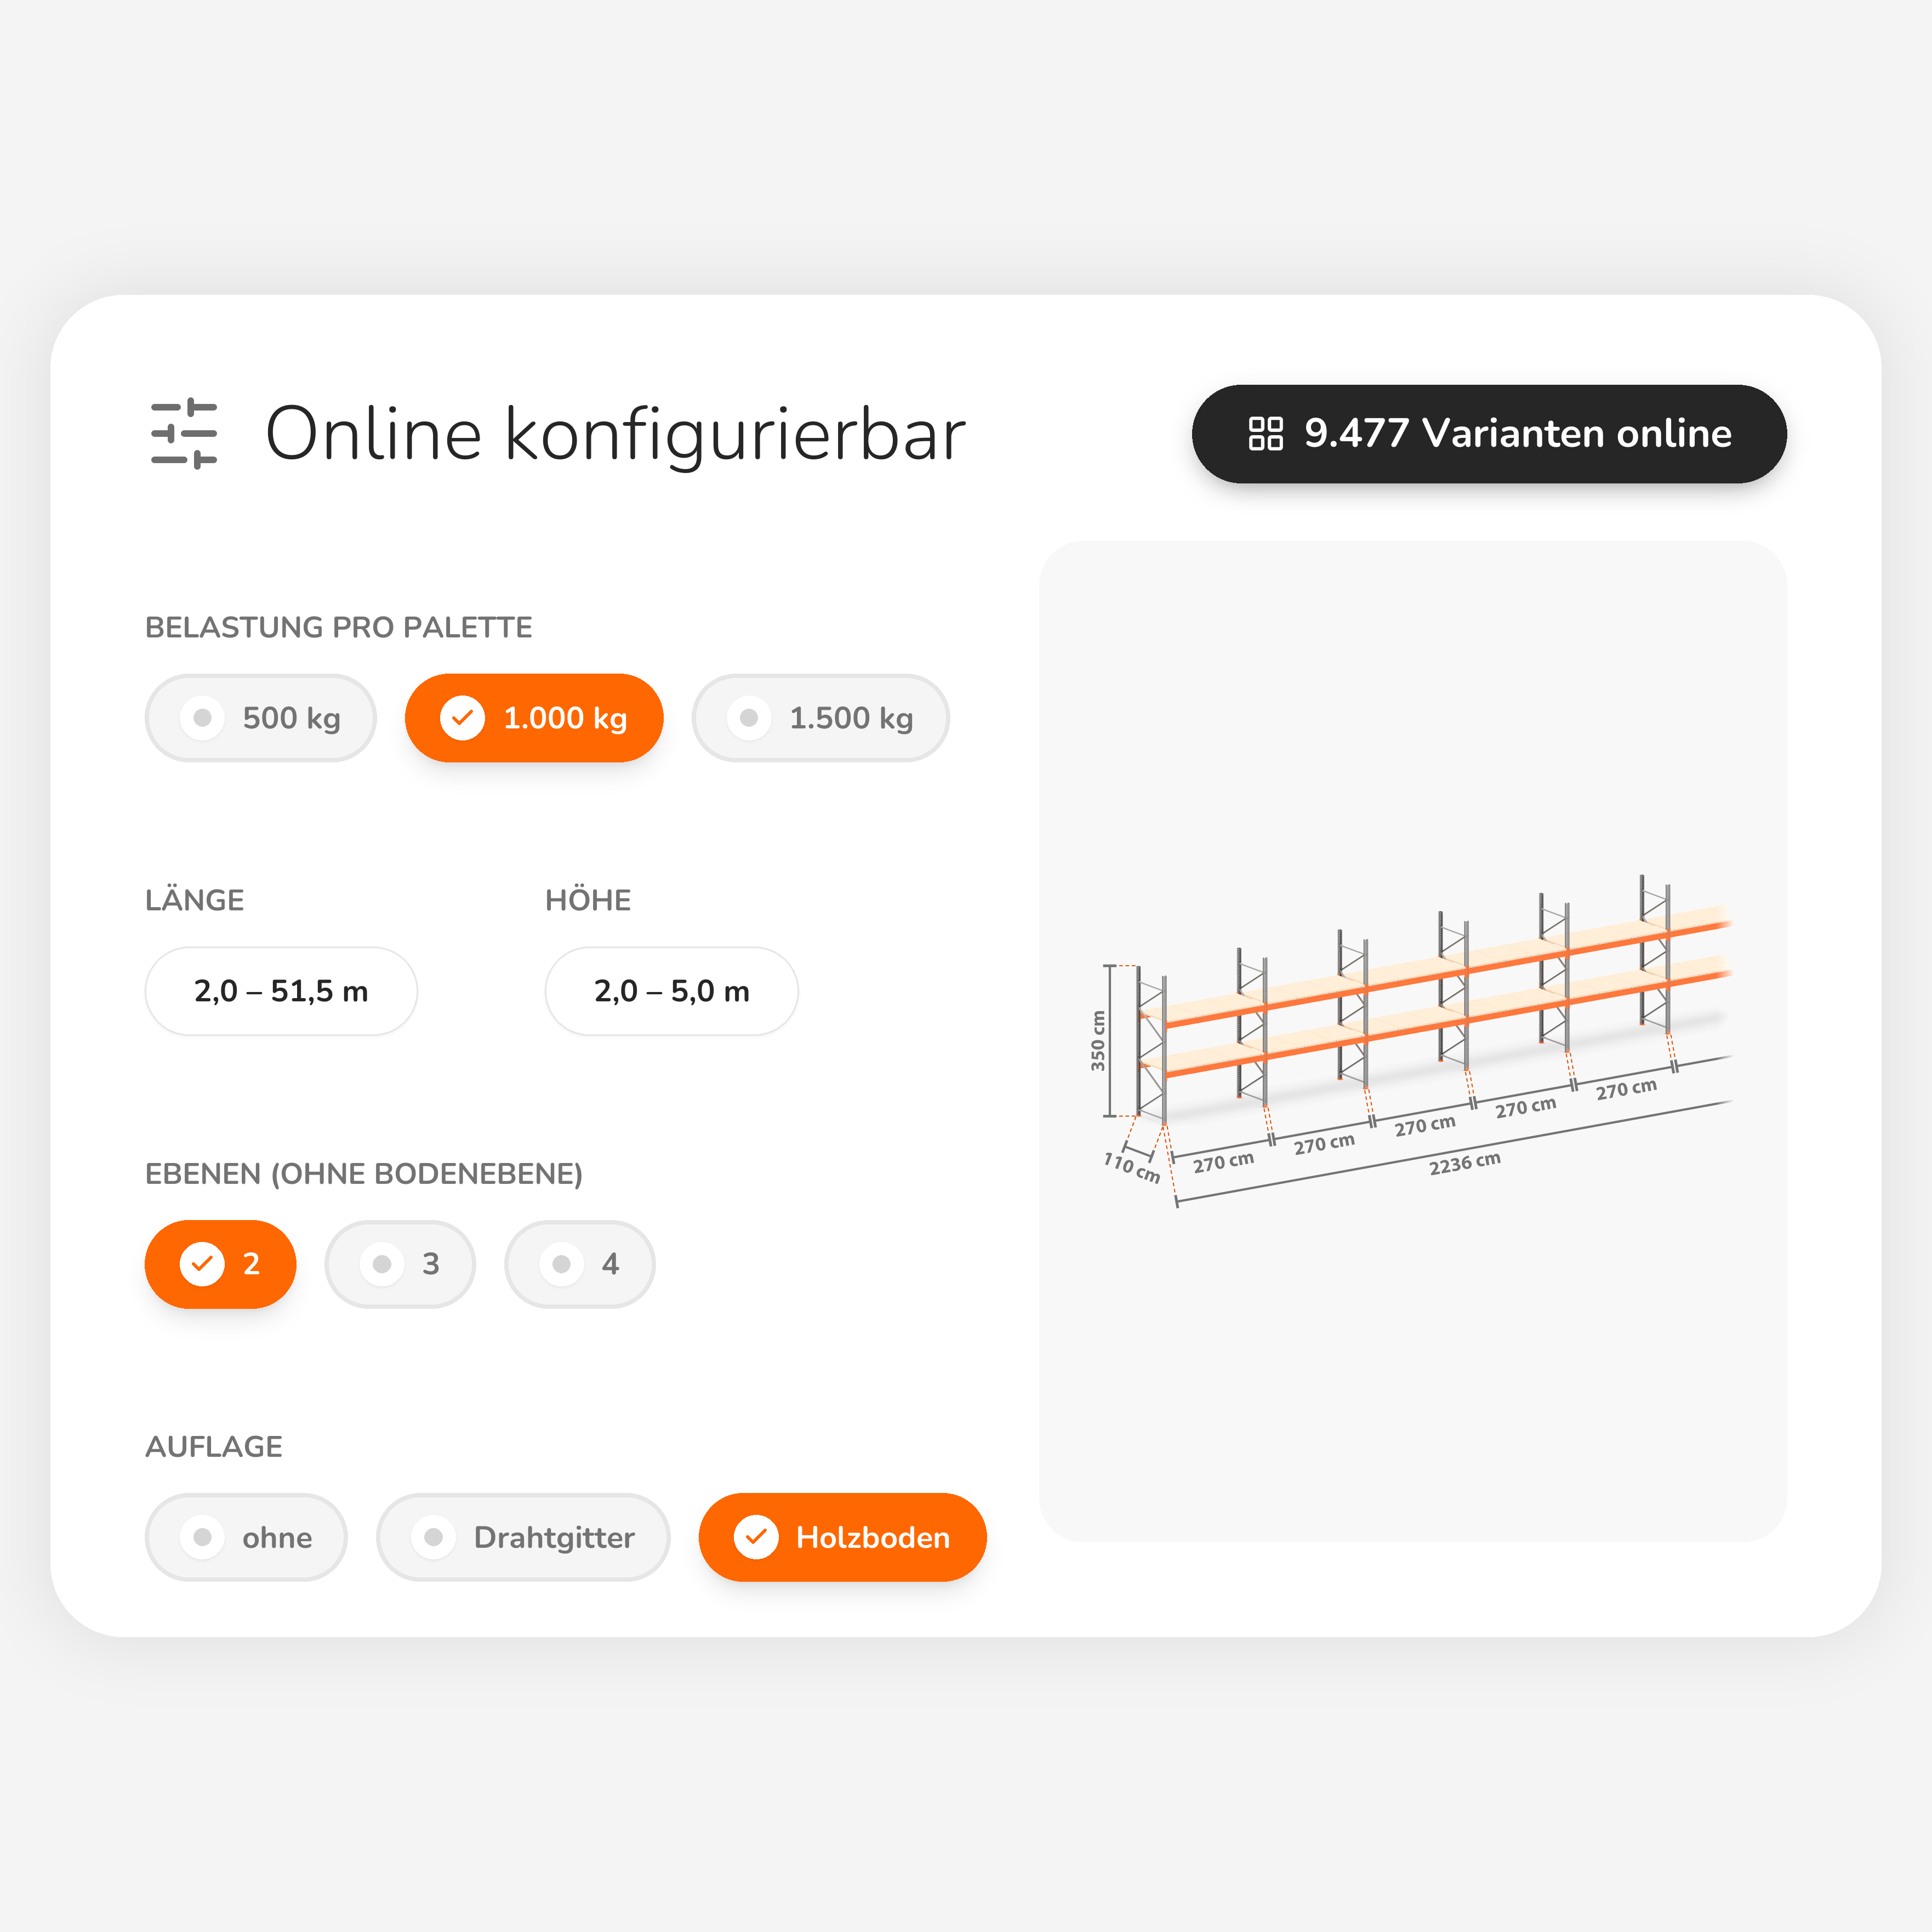 Online konfigurierbar
9.477 Varianten online
BELASTUNG PRO PALETTE
500 kg
1.000 kg
1.500 kg
LÄNGE
HÖHE
2,0 – 51,5 m
2,0 – 5,0 m
EBENEN (OHNE BODENEBENE)
2
3
4
AUFLAGE
ohne
Drahtgitter
Holzboden
350 cm
110 cm
270 cm
270 cm
270 cm
270 cm
270 cm
2236 cm